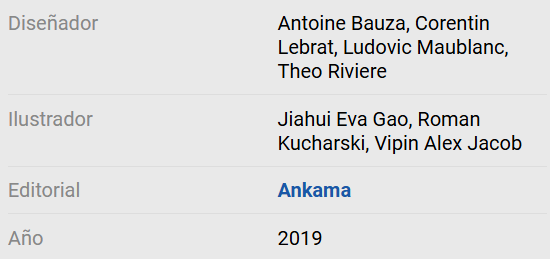 Diseñador Antoine Bauza, Corentin
Lebrat, Ludovic Maublanc,
Theo Riviere
Ilustrador Jiahui Eva Gao, Roman
Kucharski, Vipin Alex Jacob
Editorial Ankama
Año 2019